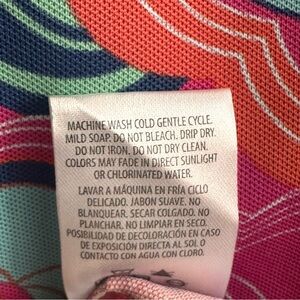 MACHINE WASH COLD GENTLE CYCLE.
MILD SOAP. DO NOT BLEACH. DRIP DRY.
DO NOT IRON. DO NOT DRY CLEAN.
COLORS MAY FADE IN DIRECT SUNLIGHT
OR CHLORINATED WATER.
LAVAR A MÁQUINA EN FRÍA CICLO
DELICADO. JABON SUAVE. NO
BLANQUEAR. SECAR COLGADO. NO
PLANCHAR. NO LIMPIAR EN SECO.
POSIBILIDAD DE DECOLORACIÓN EN CASO
DE EXPOSICIÓN DIRECTA AL SOL O
CONTACTO CON AGUA CON CLORO.